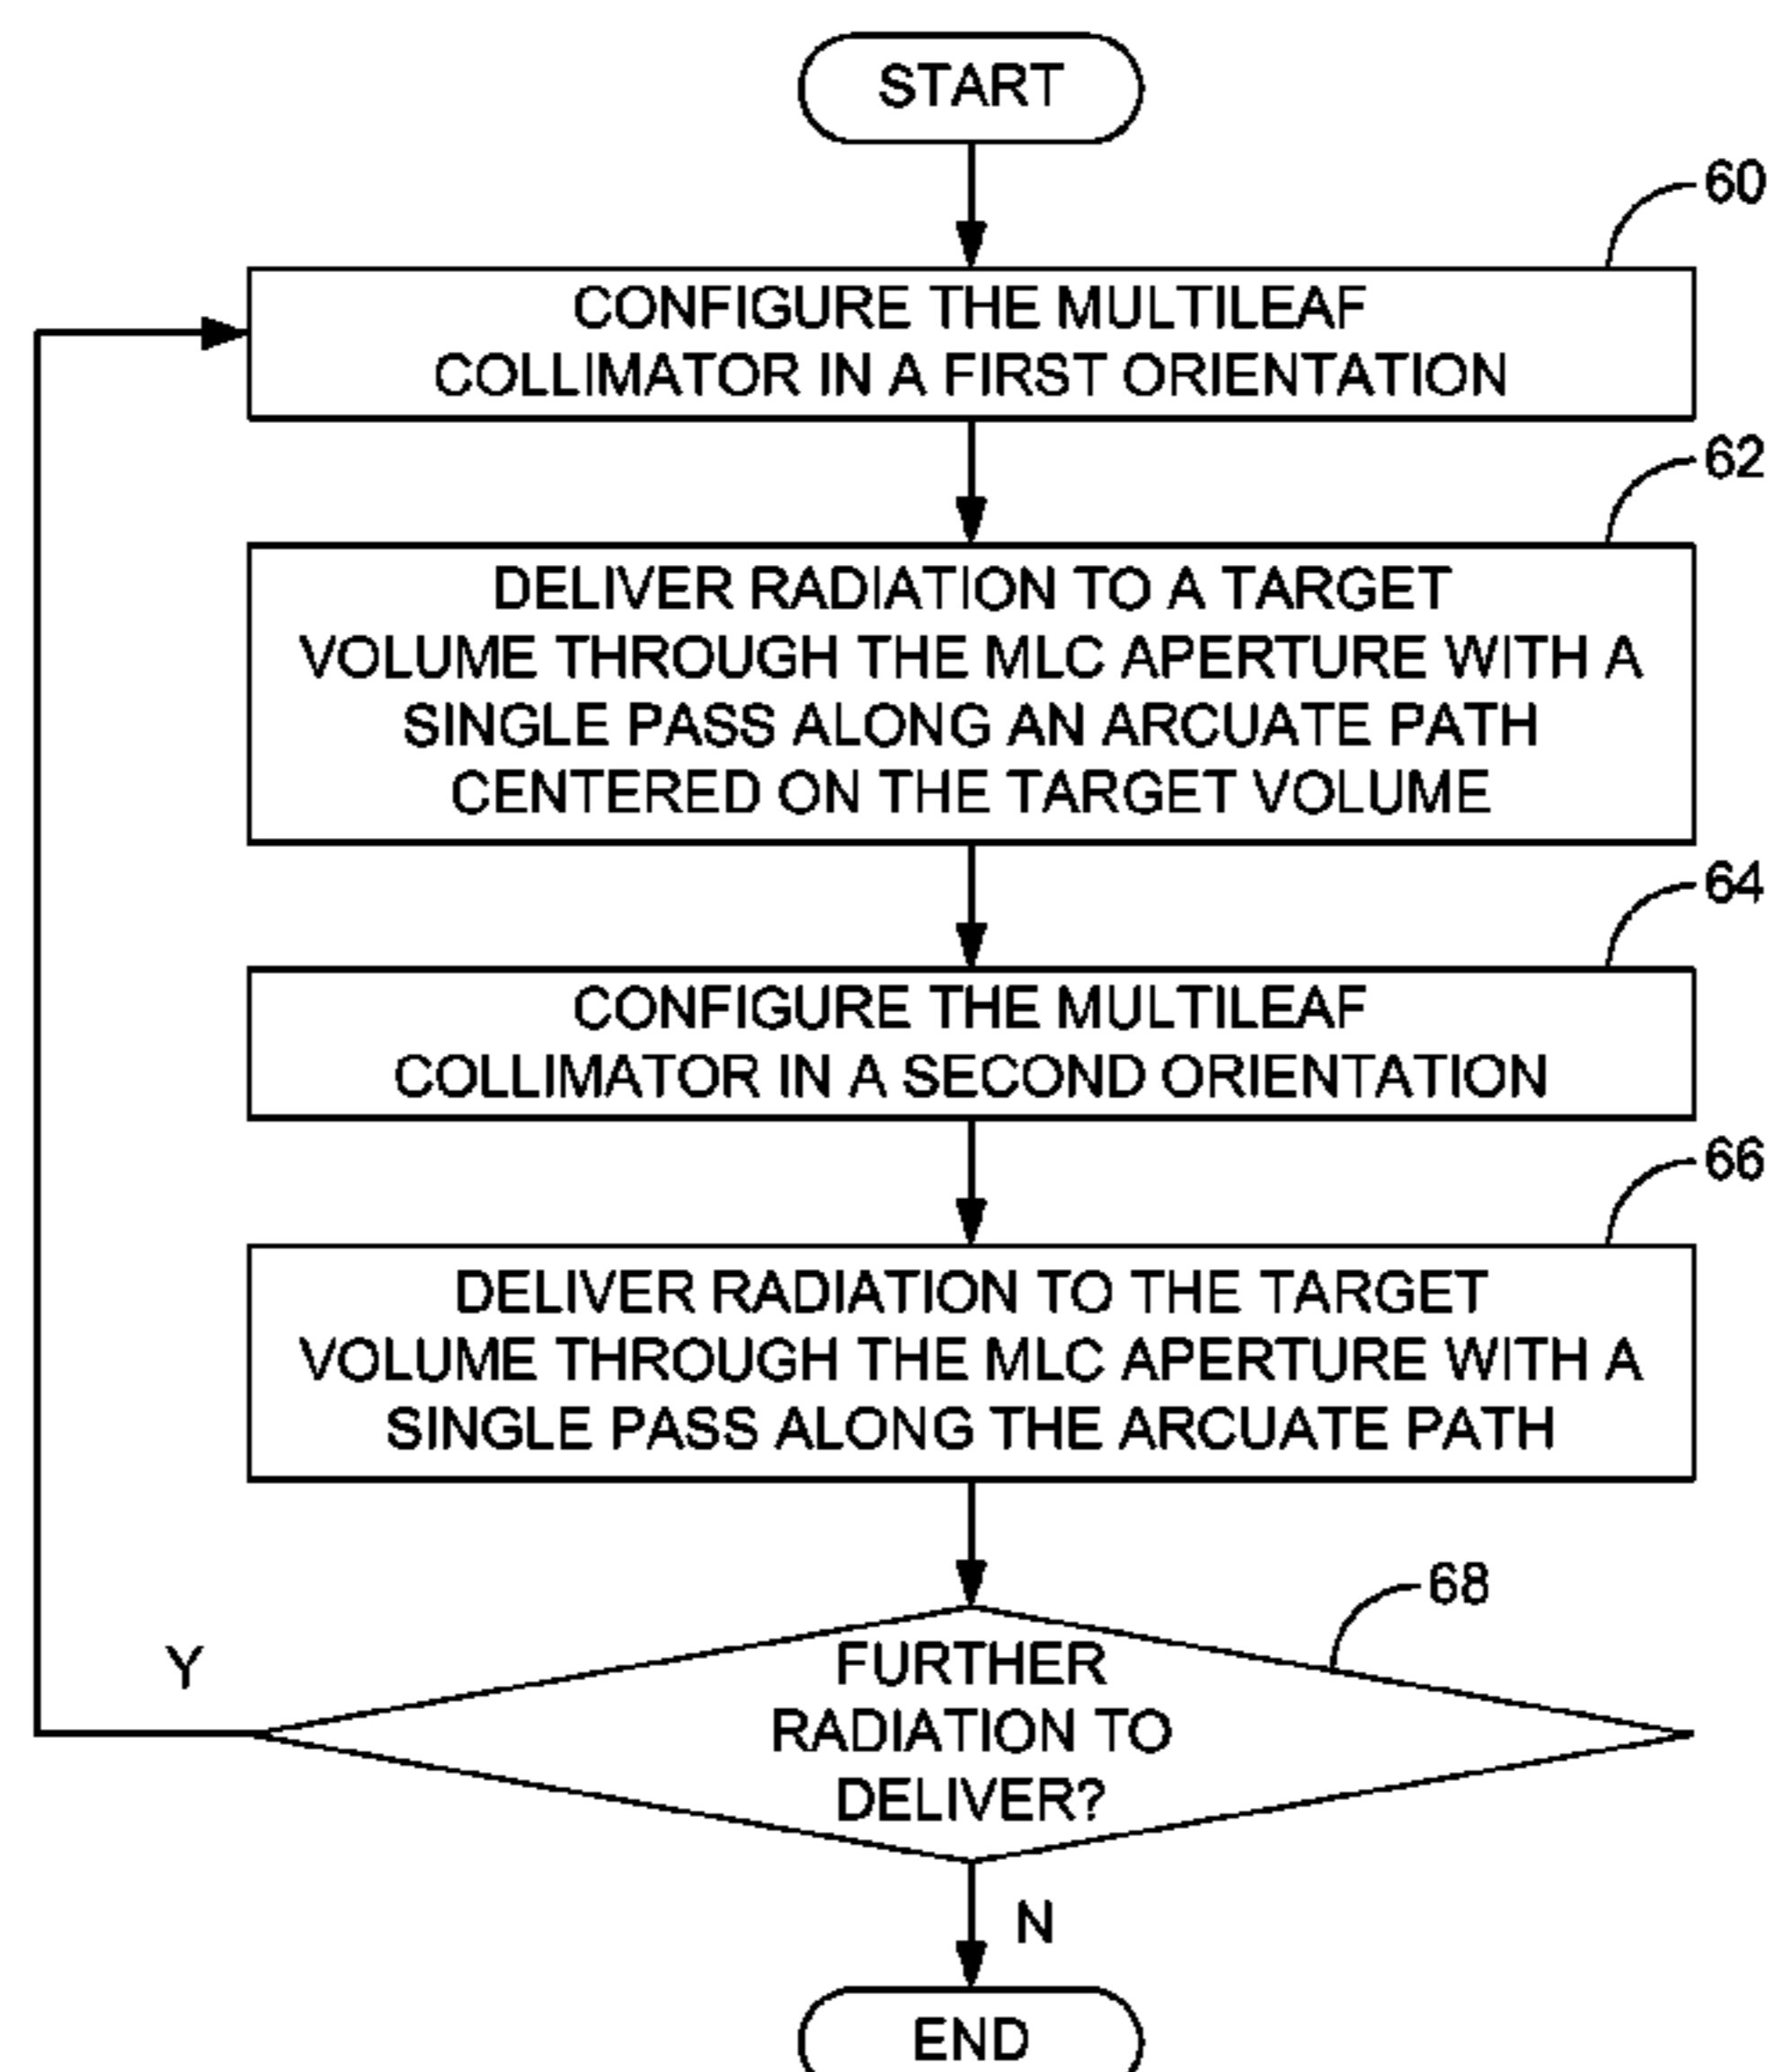 START
60
CONFIGURE THE MULTILEAF
COLLIMATOR IN A FIRST ORIENTATION
62
DELIVER RADIATION TO A TARGET
VOLUME THROUGH THE MLC APERTURE WITH A
SINGLE PASS ALONG AN ARCUATE PATH
CENTERED ON THE TARGET VOLUME
64
CONFIGURE THE MULTILEAF
COLLIMATOR IN A SECOND ORIENTATION
66
DELIVER RADIATION TO THE TARGET
VOLUME THROUGH THE MLC APERTURE WITH A
SINGLE PASS ALONG THE ARCUATE PATH
68
Y
FURTHER
RADIATION TO
DELIVER?
N
END